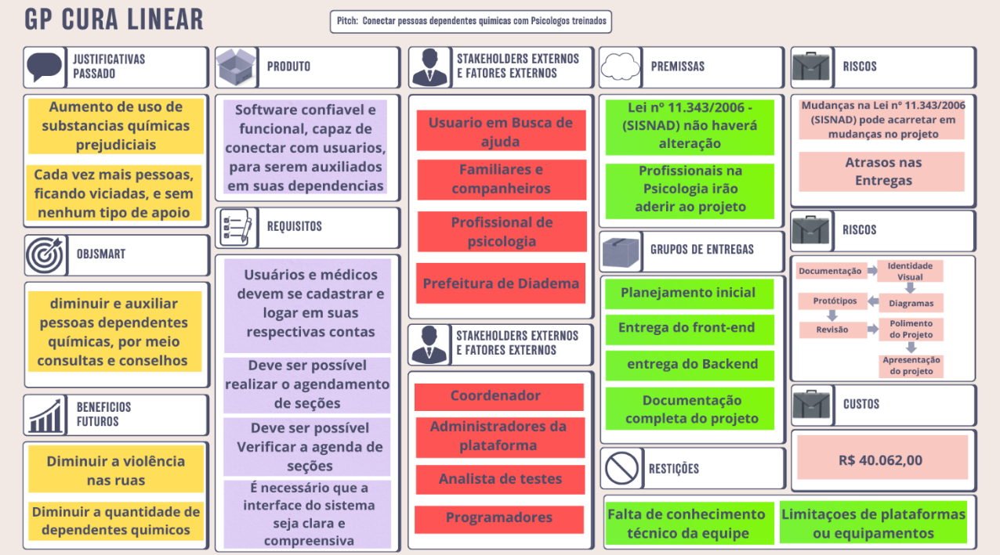 GP CURA LINEAR
Pitch: Conectar pessoas dependentes quimicas com Psicologos treinados
JUSTIFICATIVAS
PASSADO
Aumento de uso de
substancias químicas
prejudiciais
Cada vez mais pessoas,
ficando viciadas, e sem
nenhum tipo de apoio
OBJSMART
diminuir e auxiliar
pessoas dependentes
químicas, por meio
consultas e conselhos
BENEFICIOS
FUTUROS
Diminuir a violência
nas ruas
Diminuir a quantidade de
dependentes quimicos
PRODUTO
Software confiavel e
funcional, capaz de
conectar com usuarios,
para serem auxiliados
em suas dependencias
REQUISITOS
Usuários e médicos
devem se cadastrar e
logar em suas
respectivas contas
Deve ser possível
realizar o agendamento
de seções
Deve ser possível
Verificar a agenda de
seções
É necessário que a
interface do sistema
seja clara e
compreensiva
STAKEHOLDERS EXTERNOS
E FATORES EXTERNOS
Usuario em Busca de
ajuda
Familiares e
companheiros
Profissional de
psicologia
Prefeitura de Diadema
STAKEHOLDERS EXTERNOS
E FATORES EXTERNOS
Coordenador
Administradores da
plataforma
Analista de testes
Programadores
PREMISSAS
Lei nº 11.343/2006 -
(SISNAD) não haverá
alteração
Profissionais na
Psicologia irão
aderir ao projeto
GRUPOS DE ENTREGAS
Planejamento inicial
Entrega do front-end
entrega do Backend
Documentação
completa do projeto
RESTIÇÕES
Falta de conhecimento
técnico da equipe
Limitaçoes de plataformas
ou equipamentos
RISCOS
Mudanças na Lei nº 11.343/2006
(SISNAD) pode acarretar em
mudanças no projeto
Atrasos nas
Entregas
RISCOS
Documentação
Identidade
Visual
Diagramas
Protótipos
Revisão
Polimento
do Projeto
Apresentação
do projeto
CUSTOS
R$ 40.062,00